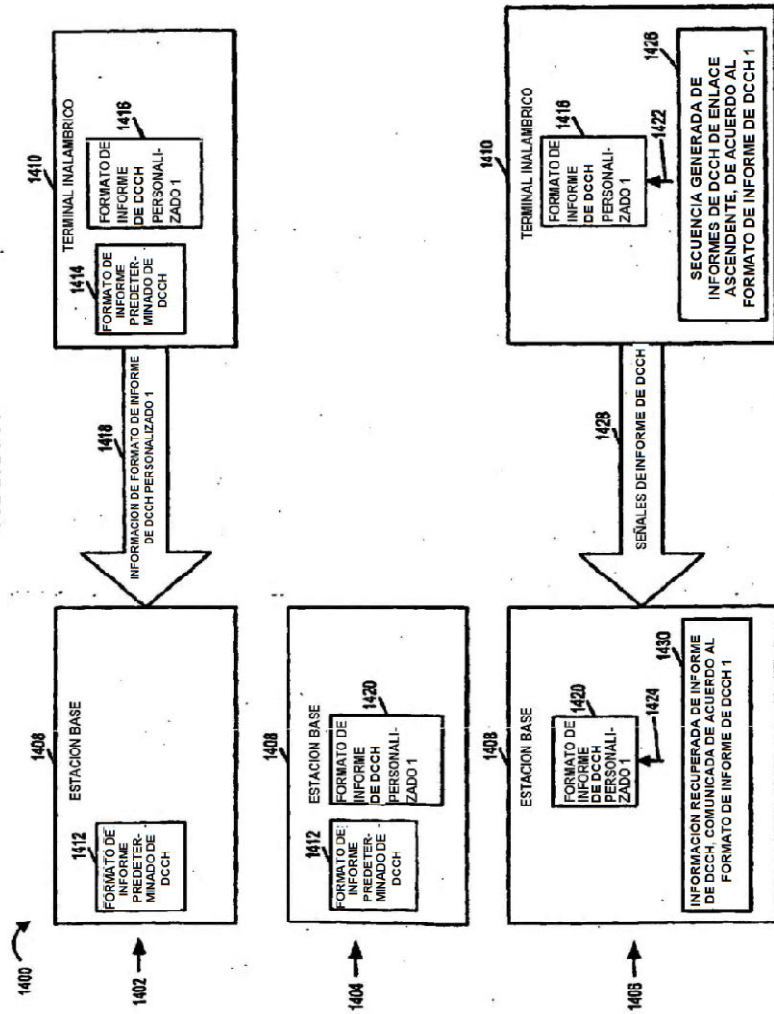 1400
1402
1408
ESTACION BASE
1412
FORMATO DE
INFORME
PREDETER-
MINADO DE
DCCH
1418
INFORMACION DE FORMATO DE INFORME
DE DCCH PERSONALIZADO 1
1410
TERMINAL INALAMBRICO
1414
FORMATO DE
INFORME
PREDETER-
MINADO DE
DCCH
1416
FORMATO DE
INFORME
DE DCCH
PERSONALI-
ZADO 1
1404
1408
ESTACION BASE
1412
FORMATO DE
INFORME
PREDETER-
MINADO DE
DCCH
1420
FORMATO DE
INFORME
DE DCCH
PERSONALI-
ZADO 1
1406
1408
ESTACION BASE
1420
FORMATO DE
INFORME
DE DCCH
PERSONALI-
ZADO 1
1424
1430
INFORMACIÓN RECUPERADA DE INFORME
DE DCCH, COMUNICADA DE ACUERDO AL
FORMATO DE INFORME DE DCCH 1
1428
SEÑALES DE INFORME DE DCCH
1410
TERMINAL INALAMBRICO
1416
FORMATO DE
INFORME
DE DCCH
PERSONALI-
ZADO 1
1422
1426
SECUENCIA GENERADA DE
INFORMES DE DCCH DE ENLACE
ASCENDENTE, DE ACUERDO AL
FORMATO DE INFORME DE DCCH 1